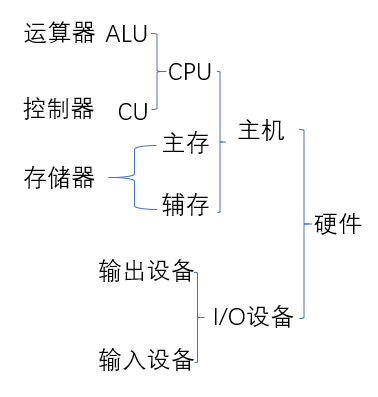 运算器 ALU
CPU
控制器 CU
主机
主存
存储器
辅存
硬件
输出设备
I/O设备
输入设备